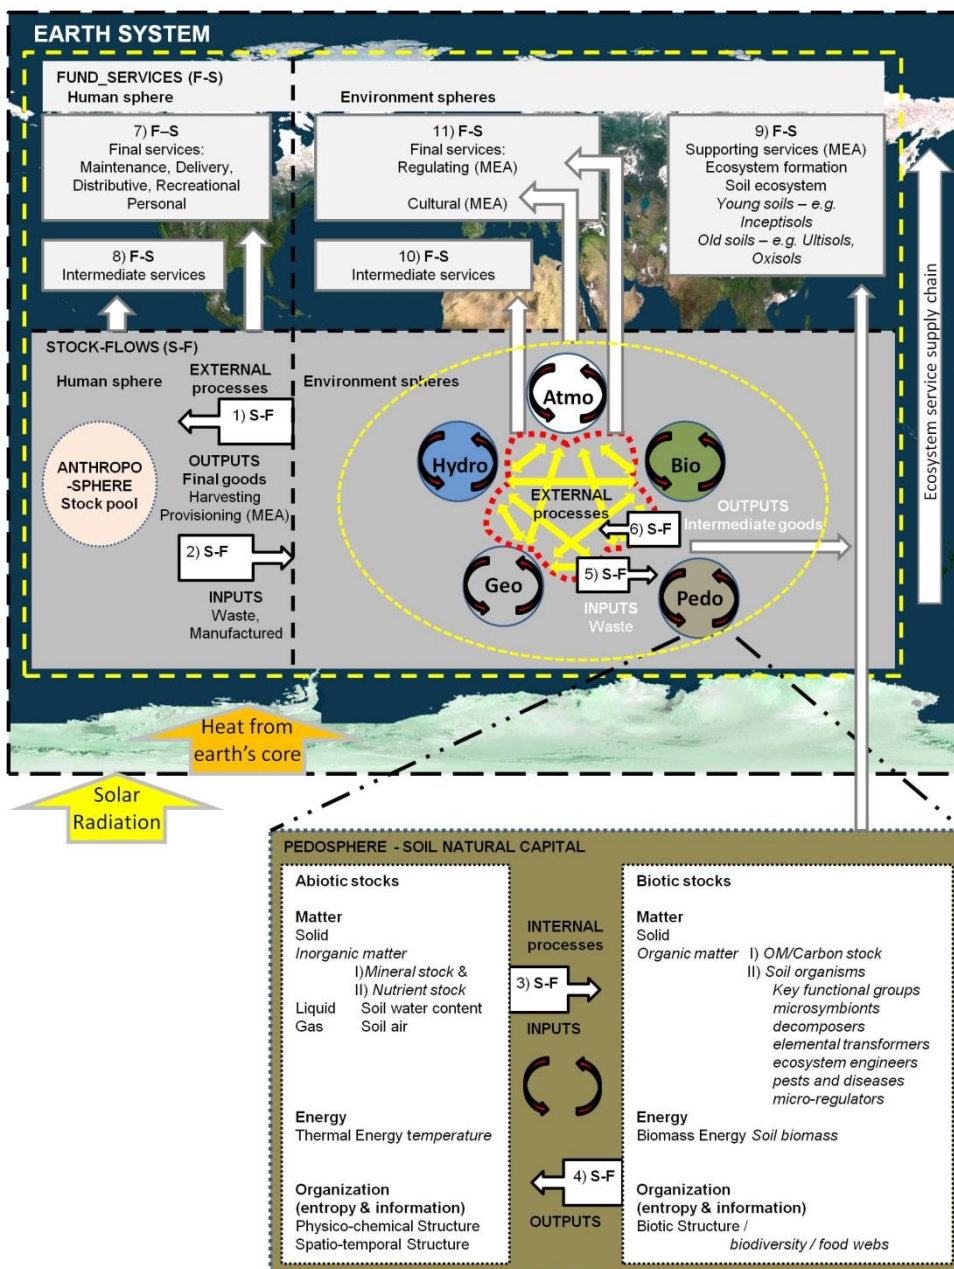 EARTH SYSTEM
FUND_SERVICES (F-S)
Human sphere
Environment spheres
7) F–S
Final services:
Maintenance, Delivery,
Distributive, Recreational
Personal
11) F-S
Final services:
Regulating (MEA)
Cultural (MEA)
9) F-S
Supporting services (MEA)
Ecosystem formation
Soil ecosystem
Young soils – e.g.
Inceptisols
Old soils – e.g. Ultisols,
Oxisols
8) F-S
Intermediate services
10) F-S
Intermediate services
Ecosystem service supply chain
STOCK-FLOWS (S-F)
Human sphere
EXTERNAL
processes
Environment spheres
1) S-F
ANTHROPO
-SPHERE
Stock pool
OUTPUTS
Final goods
Harvesting
Provisioning (MEA)
2) S-F
INPUTS
Waste,
Manufactured
Atmo
Hydro
Bio
EXTERNAL
processes
OUTPUTS
Intermediate goods
6) S-F
Geo
5) S-F
Pedo
INPUTS
Waste
Heat from
earth's core
Solar
Radiation
PEDOSPHERE - SOIL NATURAL CAPITAL
Abiotic stocks
Matter
Solid
Inorganic matter
I)Mineral stock &
II) Nutrient stock
Liquid Soil water content
Gas Soil air
Energy
Thermal Energy temperature
Organization
(entropy & information)
Physico-chemical Structure
Spatio-temporal Structure
INTERNAL
processes
3) S-F
INPUTS
4) S-F
OUTPUTS
Biotic stocks
Matter
Solid
Organic matter I) OM/Carbon stock
II) Soil organisms
Key functional groups
microsymbionts
decomposers
elemental transformers
ecosystem engineers
pests and diseases
micro-regulators
Energy
Biomass Energy Soil biomass
Organization
(entropy & information)
Biotic Structure /
biodiversity / food webs